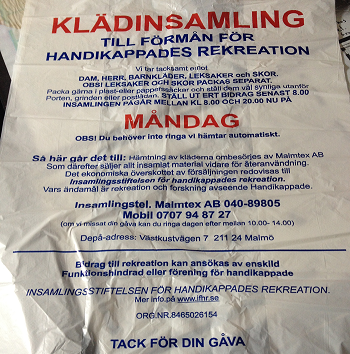 KLÄDINSAMLING
TILL FÖRMÅN FÖR
HANDIKAPPADES REKREATION
Vi tar tacksamt emot
DAM, HERR, BARNKLÄDER, LEKSAKER och SKOR.
OBS! LEKSAKER och SKOR PACKAS SEPARAT.
Packa gärna i plast-eller papperssäckar och ställ dem väl synliga utanför
Porten, grinden eller postlådan. STÄLL UT ERT BIDRAG SENAST 8.00
INSAMLINGEN PÅGÅR MELLAN KL 8.00 OCH 20.00 NU PÅ
MÅNDAG
OBS! Du behöver inte ringa vi hämtar automatiskt.
Så här går det till: Hämtning av kläderna ombesörjes av Malmtex AB
Som därefter säljer allt insamlat material vidare för återanvändning.
Det ekonomiska överskottet av försäljningen redovisas till
Insamlingsstiftelsen för handikappades rekreation.
Vars ändamål är rekreation och forskning avseende Handikappade.
Insamlingstel. Malmtex AB 040-89805
Mobil 0707 94 87 27
(om vi missat din gåva kan du ringa dagen efter mellan 10.00- 14.00)
Depå-adress: Västkustvägen 7 211 24 Malmö
Bidrag till rekreation kan ansökas av enskild
Funktionshindrad eller förening för handikappade
INSAMLINGSSTIFTELSEN FÖR HANDIKAPPADES REKREATION.
Mer info.på www.ifhr.se
ORG.NR.8465026154
TACK FÖR DIN GÅVA